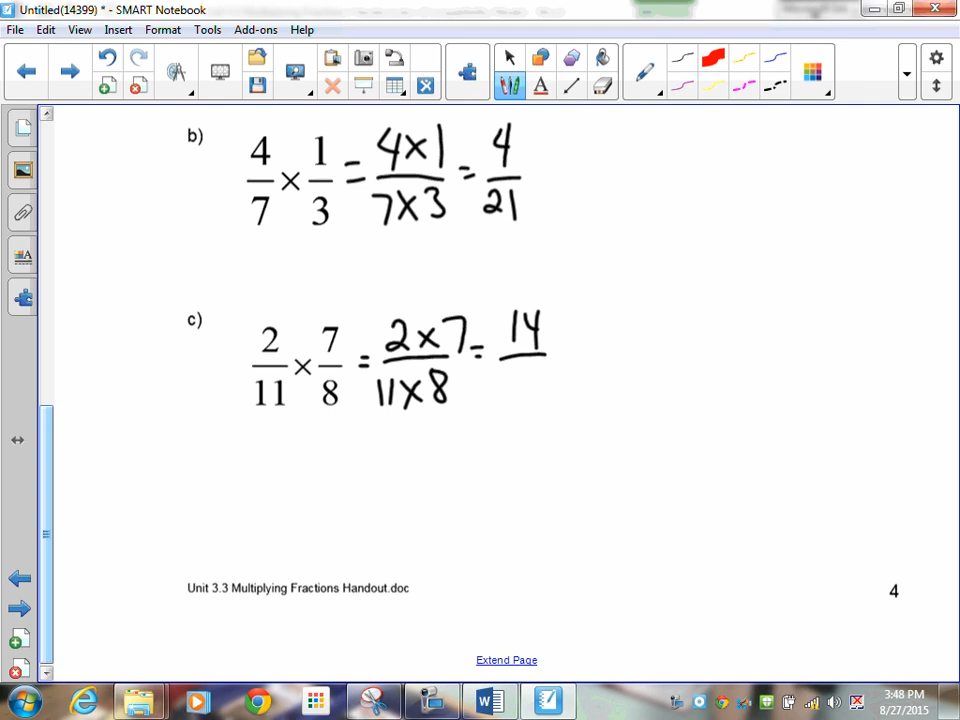 Untitled(14399) * - SMART Notebook
File Edit View Insert Format Tools Add-ons Help
b)
4/7 × 1/3 = 4×1/7×3 = 4/21
c)
2/11 × 7/8 = 2×7/11×8 = 14/
Unit 3.3 Multiplying Fractions Handout.doc
4
Extend Page
3:48 PM
8/27/2015